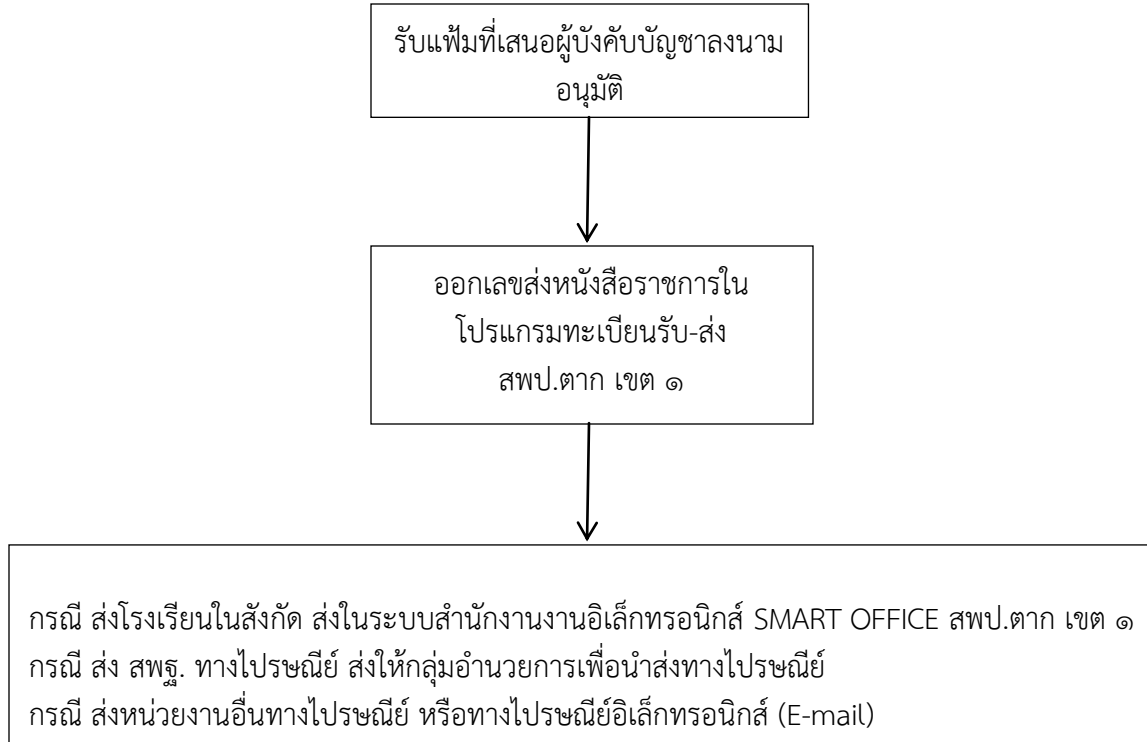 รับแฟ้มที่เสนอผู้บังคับบัญชาลงนาม
อนุมัติ
ออกเลขส่งหนังสือราชการใน
โปรแกรมทะเบียนรับ-ส่ง
สพป.ตาก เขต ๑
กรณี ส่งโรงเรียนในสังกัด ส่งในระบบสำนักงานงานอิเล็กทรอนิกส์ SMART OFFICE สพป.ตาก เขต ๑
กรณี ส่ง สพฐ. ทางไปรษณีย์ ส่งให้กลุ่มอำนวยการเพื่อนำส่งทางไปรษณีย์
กรณี ส่งหน่วยงานอื่นทางไปรษณีย์ หรือทางไปรษณีย์อิเล็กทรอนิกส์ (E-mail)